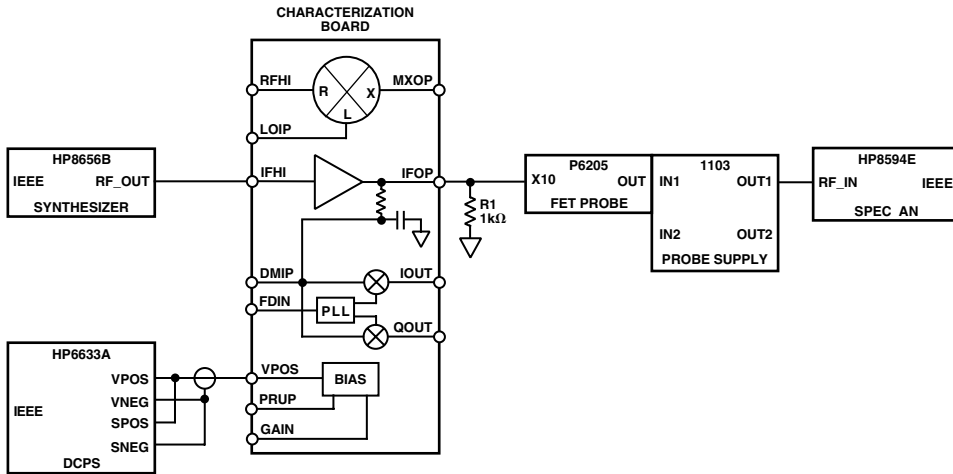 CHARACTERIZATION
BOARD
RFHI
R
X
L
MXOP
LOIP
HP8656B
IEEE
RF_OUT
SYNTHESIZER
IFHI
IFOP
R1
1kΩ
P6205
X10
OUT
FET PROBE
1103
IN1
OUT1
IN2
OUT2
PROBE SUPPLY
HP8594E
RF_IN
IEEE
SPEC AN
DMIP
IOUT
FDIN
PLL
QOUT
HP6633A
VPOS
VNEG
IEEE
SPOS
SNEG
DCPS
VPOS
BIAS
PRUP
GAIN